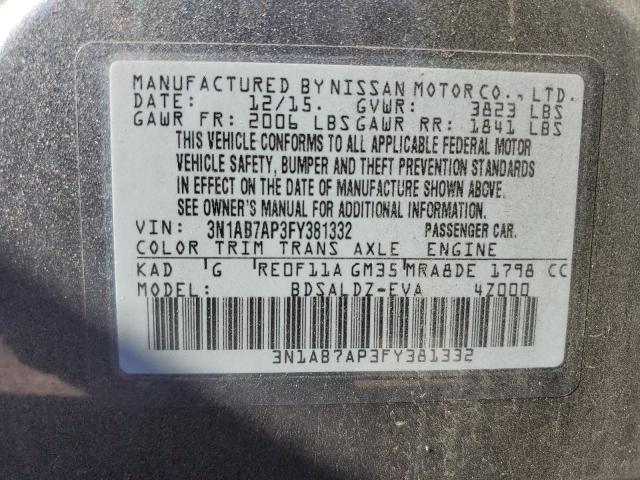 MANUFACTURED BY NISSAN MOTOR CO., LTD.
DATE: 12/15. GVWR: 3823 LBS
GAWR FR: 2006 LBS GAWR RR: 1841 LBS
THIS VEHICLE CONFORMS TO ALL APPLICABLE FEDERAL MOTOR
VEHICLE SAFETY, BUMPER AND THEFT PREVENTION STANDARDS
IN EFFECT ON THE DATE OF MANUFACTURE SHOWN ABOVE.
SEE OWNER'S MANUAL FOR ADDITIONAL INFORMATION.
VIN: 3N1AB7AP3FY381332 PASSENGER CAR.
COLOR TRIM TRANS AXLE ENGINE
KAD G RE0F11A GM35 MRA8DE 1798 CC
MODEL: BDSALDZ-EVA 4Z000
3N1AB7AP3FY381332